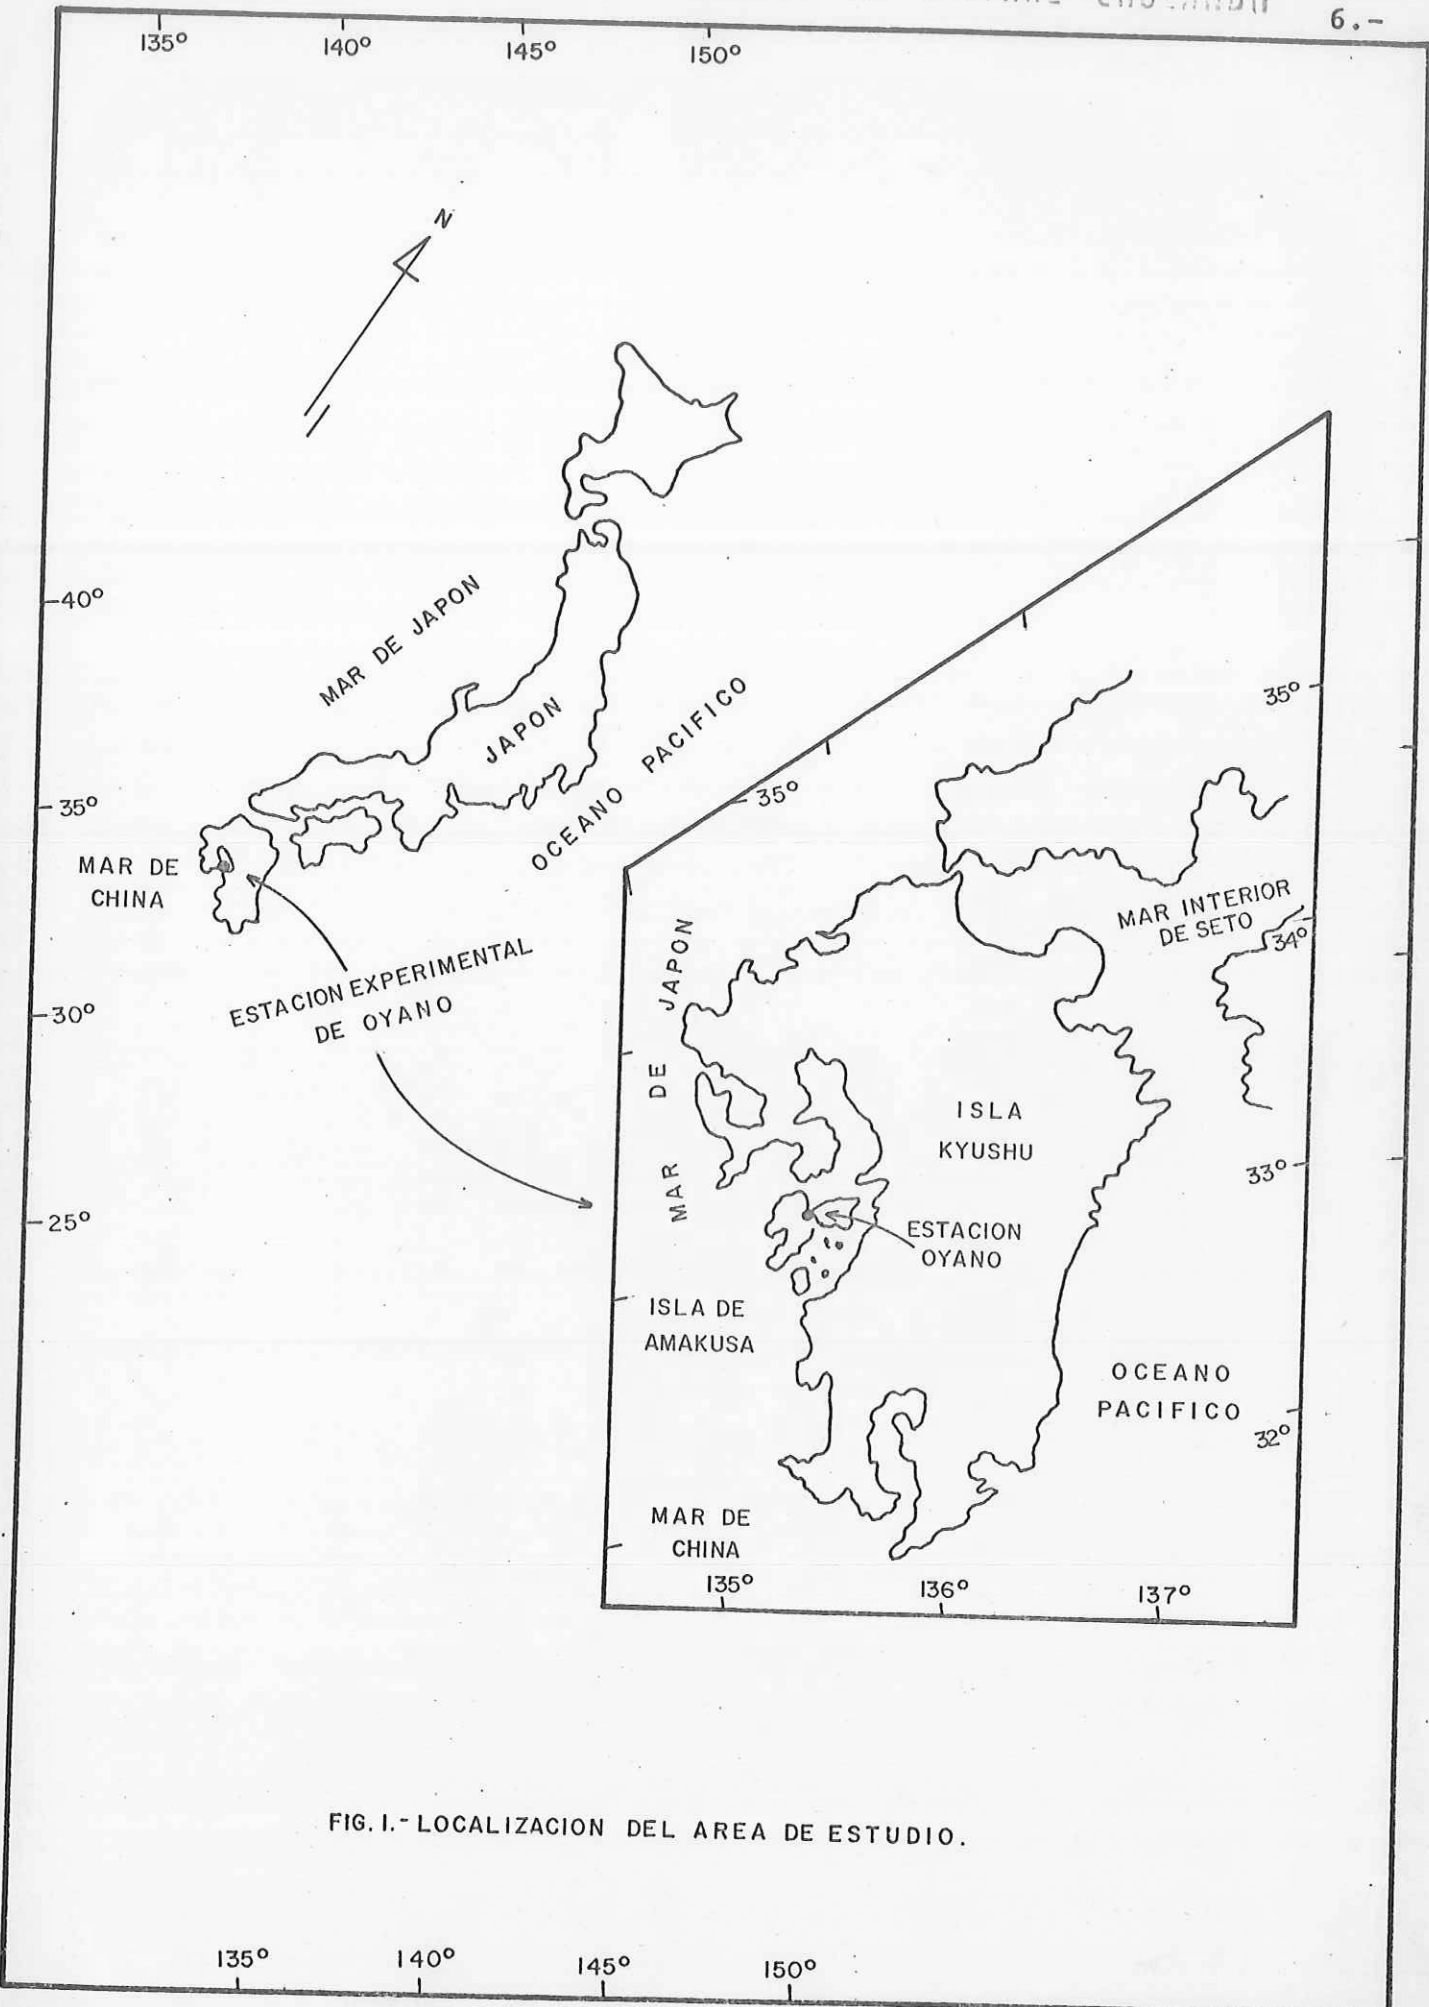 6.-
135° 140° 145° 150°
N
40°
MAR DE JAPON
JAPON
OCEANO PACIFICO
35°
MAR DE
CHINA
ESTACION EXPERIMENTAL
DE OYANO
30°
25°
35°
35°
MAR INTERIOR
DE SETO
34°
MAR DE JAPON
ISLA
KYUSHU
33°
ESTACION
OYANO
ISLA DE
AMAKUSA
OCEANO
PACIFICO
32°
MAR DE
CHINA
135° 136° 137°
FIG. 1.- LOCALIZACION DEL AREA DE ESTUDIO.
135° 140° 145° 150°